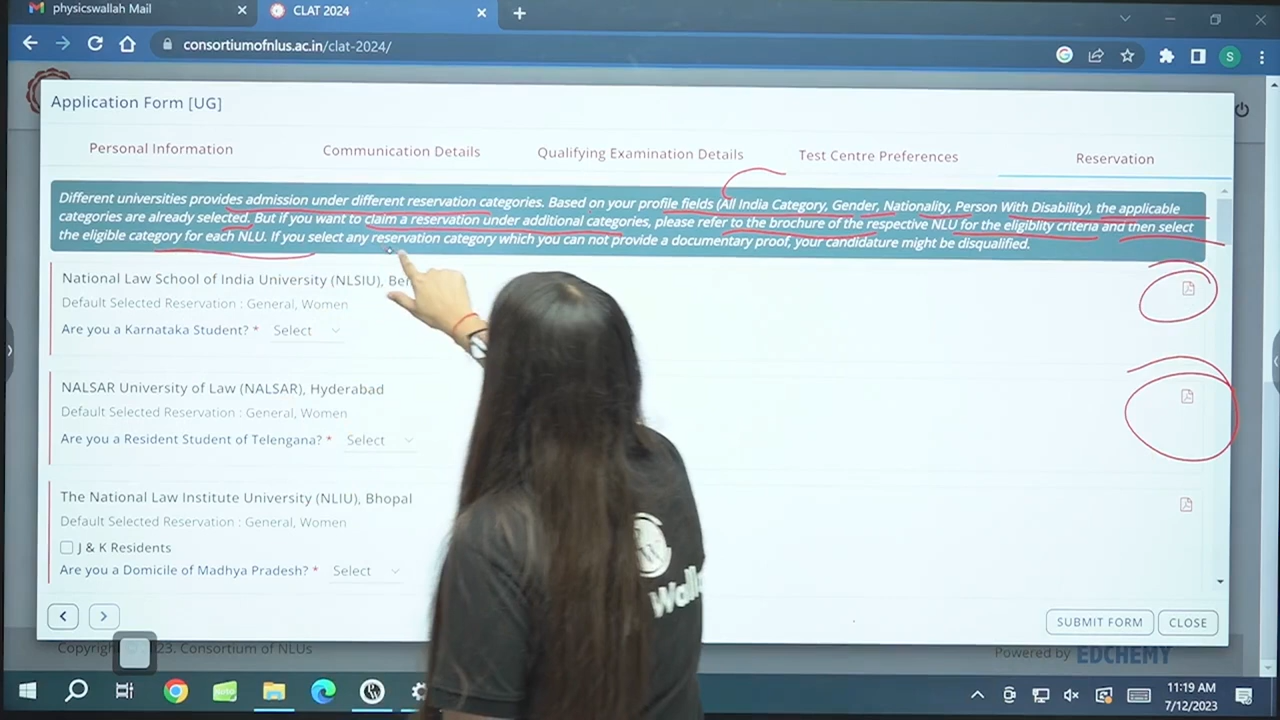 physicswallah Mail
CLAT 2024
consortiumofnlus.ac.in/clat-2024/
S
Application Form [UG]
Personal Information
Communication Details
Qualifying Examination Details
Test Centre Preferences
Reservation
Different universities provides admission under different reservation categories. Based on your profile fields (All India Category, Gender, Nationality, Person With Disability), the applicable
categories are already selected. But if you want to claim a reservation under additional categories, please refer to the brochure of the respective NLU for the eligiblity criteria and then select
the eligible category for each NLU. If you select any reservation category which you can not provide a documentary proof, your candidature might be disqualified.
National Law School of India University (NLSIU), Be
Default Selected Reservation : General, Women
Are you a Karnataka Student? * Select
NALSAR University of Law (NALSAR), Hyderabad
Default Selected Reservation : General, Women
Are you a Resident Student of Telengana? * Select
The National Law Institute University (NLIU), Bhopal
Default Selected Reservation : General, Women
J & K Residents
Are you a Domicile of Madhya Pradesh? * Select
SUBMIT FORM
CLOSE
Copyrigh 23. Consortium of NLUs
Powered by EDCHEMY
11:19 AM
7/12/2023
W
Wall